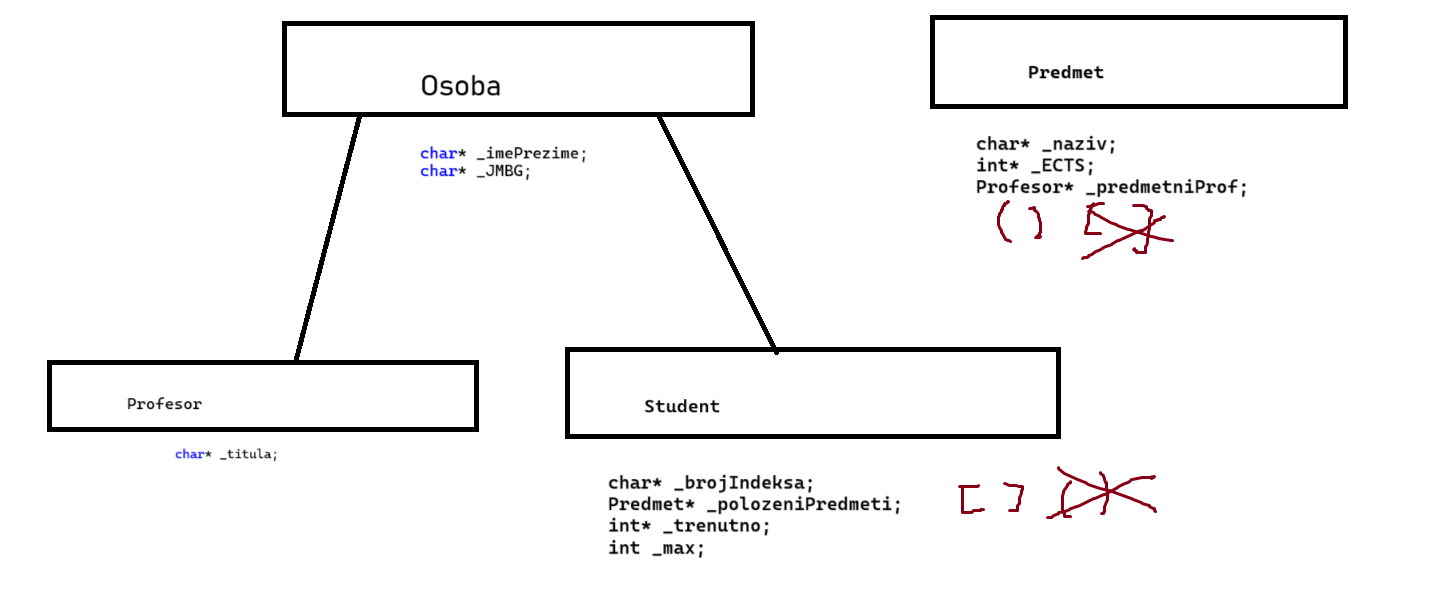 Osoba
char* _imePrezime;
char* _JMBG;
Predmet
char* _naziv;
int* _ECTS;
Profesor* _predmetniProf;
( ) [ ]
Profesor
char* _titula;
Student
char* _brojIndeksa;
Predmet* _polozeniPredmeti;
int* _trenutno;
int _max;
[ ] ( )